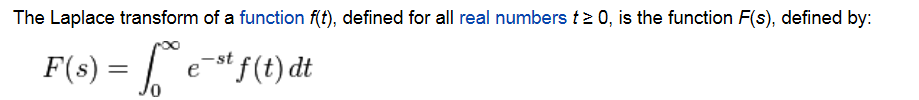 The Laplace transform of a function f(t), defined for all real numbers t ≥ 0, is the function F(s), defined by:
F(s) = ∫₀^∞ e^{-st} f(t) dt